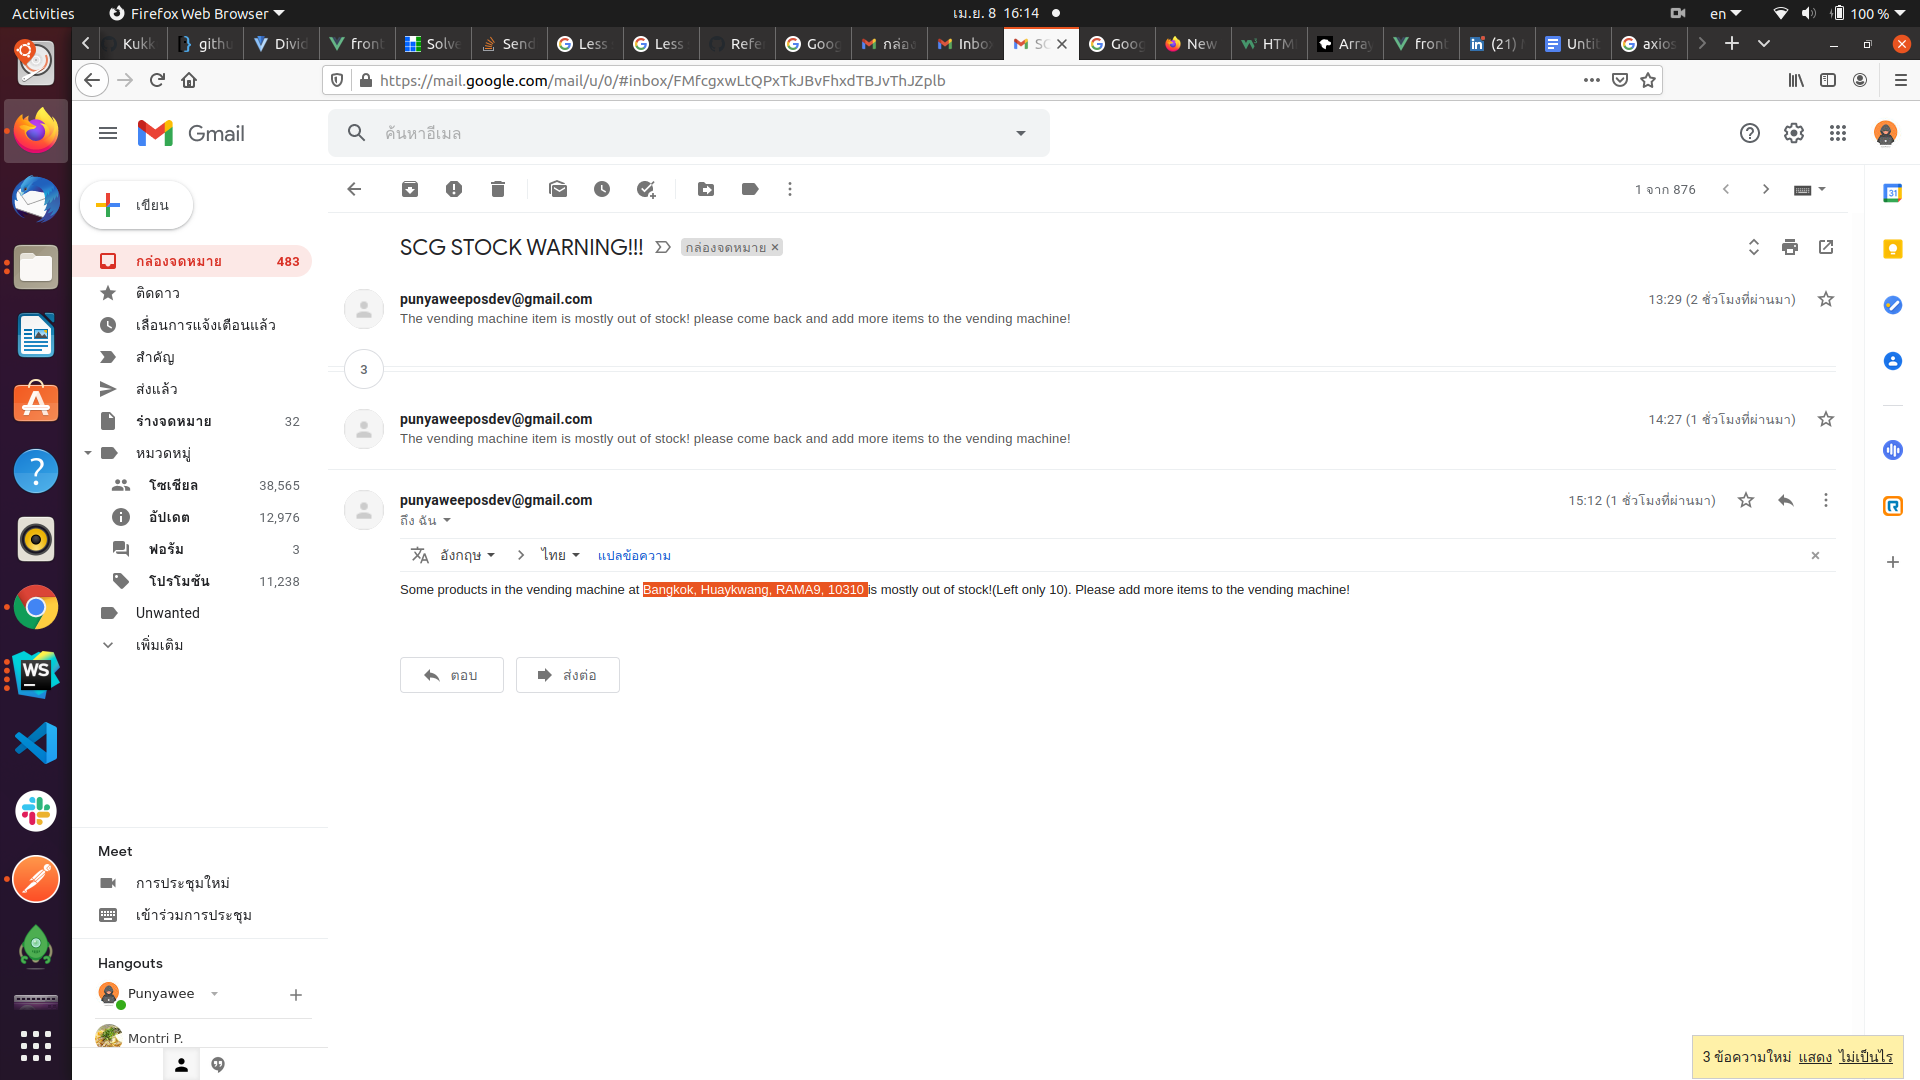 Activities Firefox Web Browser เม.ย. 8 16:14 en 100 %
Kukk githu Divid front Solve Send Less Less Refe Goog กล่อง Inbo SC Goog New HTM Array front (21) Unti axios
https://mail.google.com/mail/u/0/#inbox/FMfcgxwLtQPxTkJBvFhxdTBJvThJZplb
Gmail
ค้นหาอีเมล
เขียน
1 จาก 876
กล่องจดหมาย 483
ติดดาว
เลื่อนการแจ้งเตือนแล้ว
สำคัญ
ส่งแล้ว
ร่างจดหมาย 32
หมวดหมู่
โซเชียล 38,565
อัปเดต 12,976
ฟอรัม 3
โปรโมชัน 11,238
Unwanted
เพิ่มเติม
Meet
การประชุมใหม่
เข้าร่วมการประชุม
Hangouts
Punyawee
Montri P.
SCG STOCK WARNING!!! กล่องจดหมาย
punyaweeposdev@gmail.com 13:29 (2 ชั่วโมงที่ผ่านมา)
The vending machine item is mostly out of stock! please come back and add more items to the vending machine!
3
punyaweeposdev@gmail.com 14:27 (1 ชั่วโมงที่ผ่านมา)
The vending machine item is mostly out of stock! please come back and add more items to the vending machine!
punyaweeposdev@gmail.com 15:12 (1 ชั่วโมงที่ผ่านมา)
ถึง ฉัน
อังกฤษ ไทย แปลข้อความ
Some products in the vending machine at Bangkok, Huaykwang, RAMA9, 10310 is mostly out of stock!(Left only 10). Please add more items to the vending machine!
ตอบ ส่งต่อ
3 ข้อความใหม่ แสดง ไม่เป็นไร
WS
31